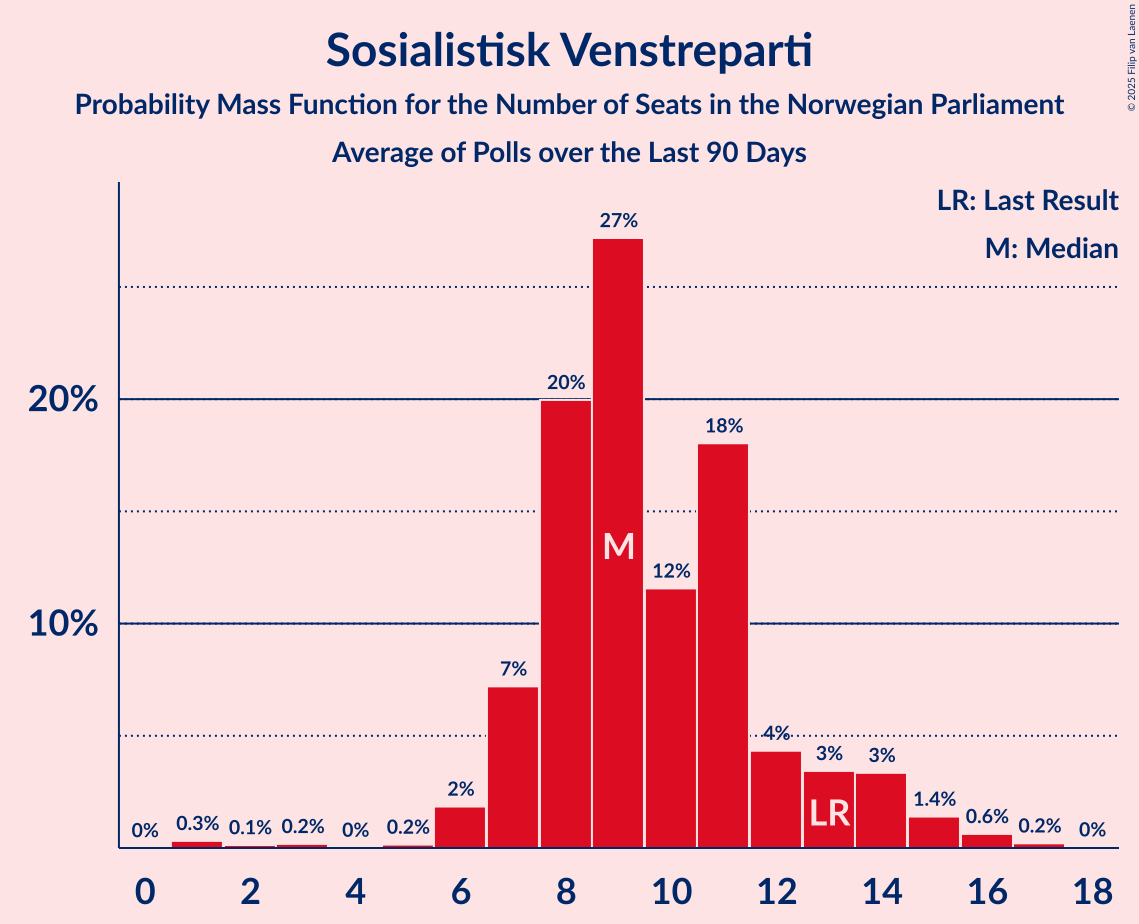 Sosialistisk Venstreparti
Probability Mass Function for the Number of Seats in the Norwegian Parliament
Average of Polls over the Last 90 Days
© 2025 Filip van Laenen
LR: Last Result
M: Median
20%
10%
0%
0.3%
0.1%
0.2%
0%
0.2%
2%
7%
20%
27%
12%
18%
4%
3%
3%
1.4%
0.6%
0.2%
0%
M
LR
0 2 4 6 8 10 12 14 16 18